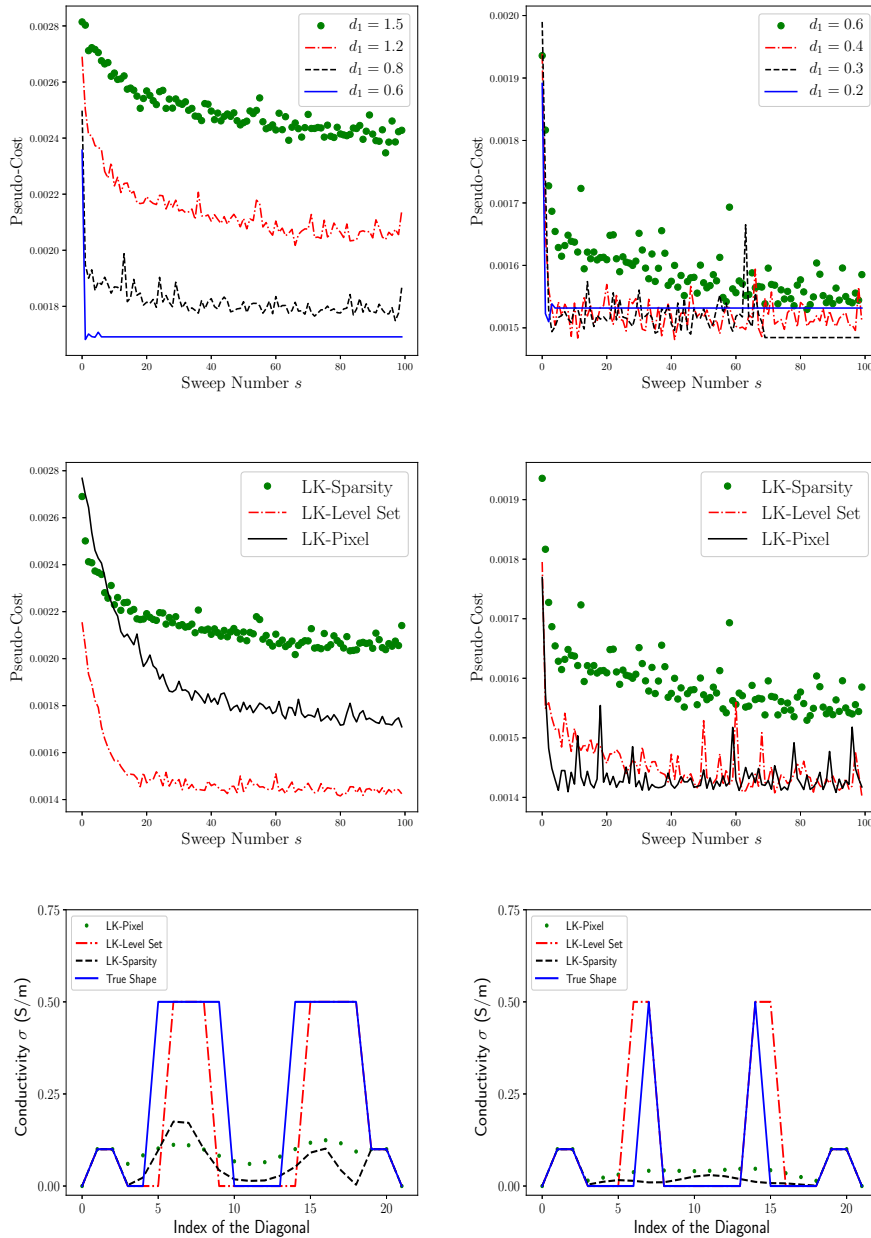 0.0028
0.0026
0.0024
0.0022
0.0020
0.0018
Pseudo-Cost
d₁ = 1.5
d₁ = 1.2
d₁ = 0.8
d₁ = 0.6
0 20 40 60 80 100
Sweep Number s
0.0020
0.0019
0.0018
0.0017
0.0016
0.0015
Pseudo-Cost
d₁ = 0.6
d₁ = 0.4
d₁ = 0.3
d₁ = 0.2
0 20 40 60 80 100
Sweep Number s
0.0028
0.0026
0.0024
0.0022
0.0020
0.0018
0.0016
0.0014
Pseudo-Cost
LK-Sparsity
LK-Level Set
LK-Pixel
0 20 40 60 80 100
Sweep Number s
0.0019
0.0018
0.0017
0.0016
0.0015
0.0014
Pseudo-Cost
LK-Sparsity
LK-Level Set
LK-Pixel
0 20 40 60 80 100
Sweep Number s
0.75
0.50
0.25
0.00
Conductivity σ (S/m)
LK-Pixel
LK-Level Set
LK-Sparsity
True Shape
0 5 10 15 20
Index of the Diagonal
0.75
0.50
0.25
0.00
Conductivity σ (S/m)
LK-Pixel
LK-Level Set
LK-Sparsity
True Shape
0 5 10 15 20
Index of the Diagonal